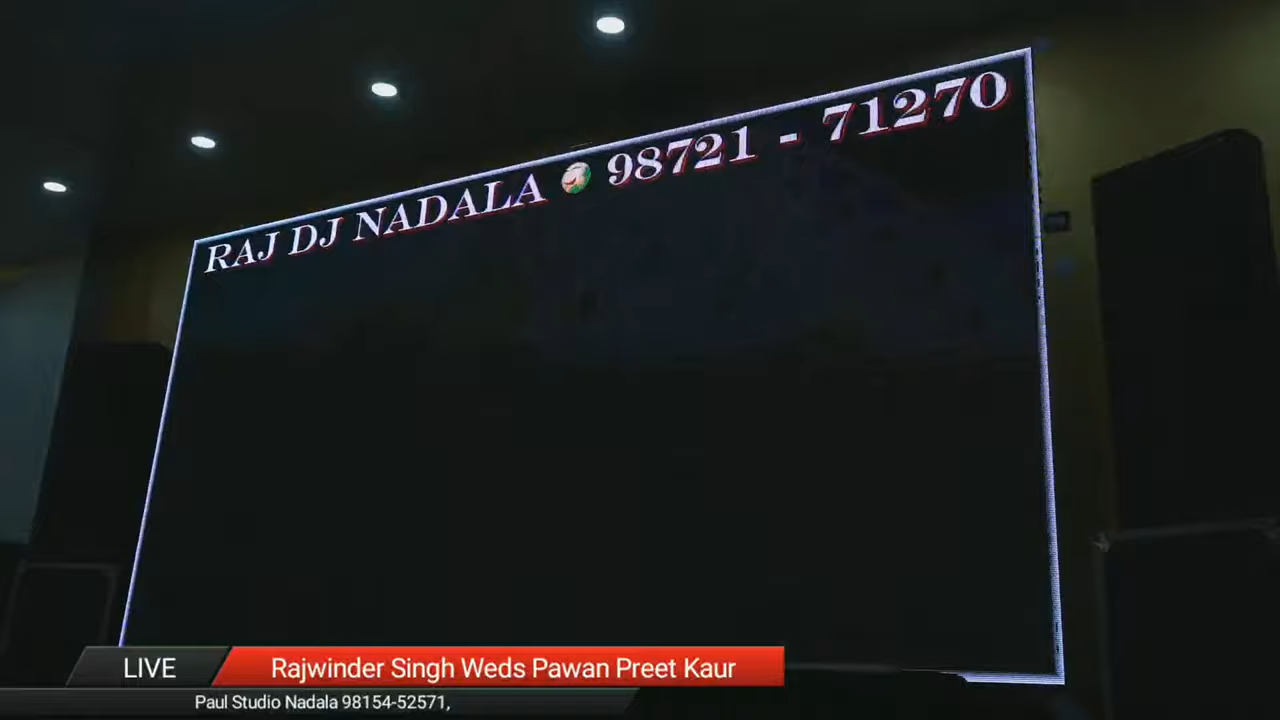 RAJ DJ NADALA 98721 - 71270
LIVE
Rajwinder Singh Weds Pawan Preet Kaur
Paul Studio Nadala 98154-52571,